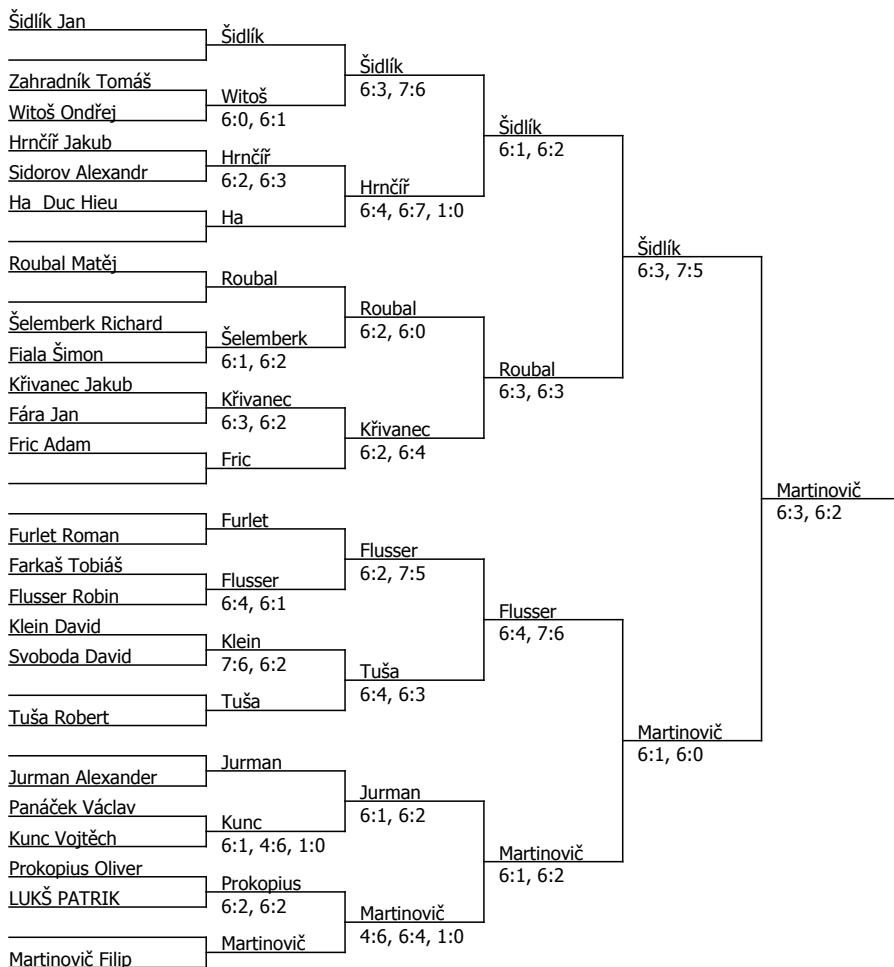 Šidlík Jan
Zahradník Tomáš
Witoš Ondřej
Hrnčíř Jakub
Sidorov Alexandr
Ha  Duc Hieu
Roubal Matěj
Šelemberk Richard
Fiala Šimon
Křivanec Jakub
Fára Jan
Fric Adam
Furlet Roman
Farkaš Tobiáš
Flusser Robin
Klein David
Svoboda David
Tuša Robert
Jurman Alexander
Panáček Václav
Kunc Vojtěch
Prokopius Oliver
LUKŠ PATRIK
Martinovič Filip
Šidlík
Witoš
6:0, 6:1
Hrnčíř
6:2, 6:3
Ha
Roubal
Šelemberk
6:1, 6:2
Křivanec
6:3, 6:2
Fric
Furlet
Flusser
6:4, 6:1
Klein
7:6, 6:2
Tuša
Jurman
Kunc
6:1, 4:6, 1:0
Prokopius
6:2, 6:2
Martinovič
Šidlík
6:3, 7:6
Hrnčíř
6:4, 6:7, 1:0
Roubal
6:2, 6:0
Křivanec
6:2, 6:4
Flusser
6:2, 7:5
Tuša
6:4, 6:3
Jurman
6:1, 6:2
Martinovič
4:6, 6:4, 1:0
Šidlík
6:1, 6:2
Roubal
6:3, 6:3
Flusser
6:4, 7:6
Martinovič
6:1, 6:2
Šidlík
6:3, 7:5
Martinovič
6:1, 6:0
Martinovič
6:3, 6:2